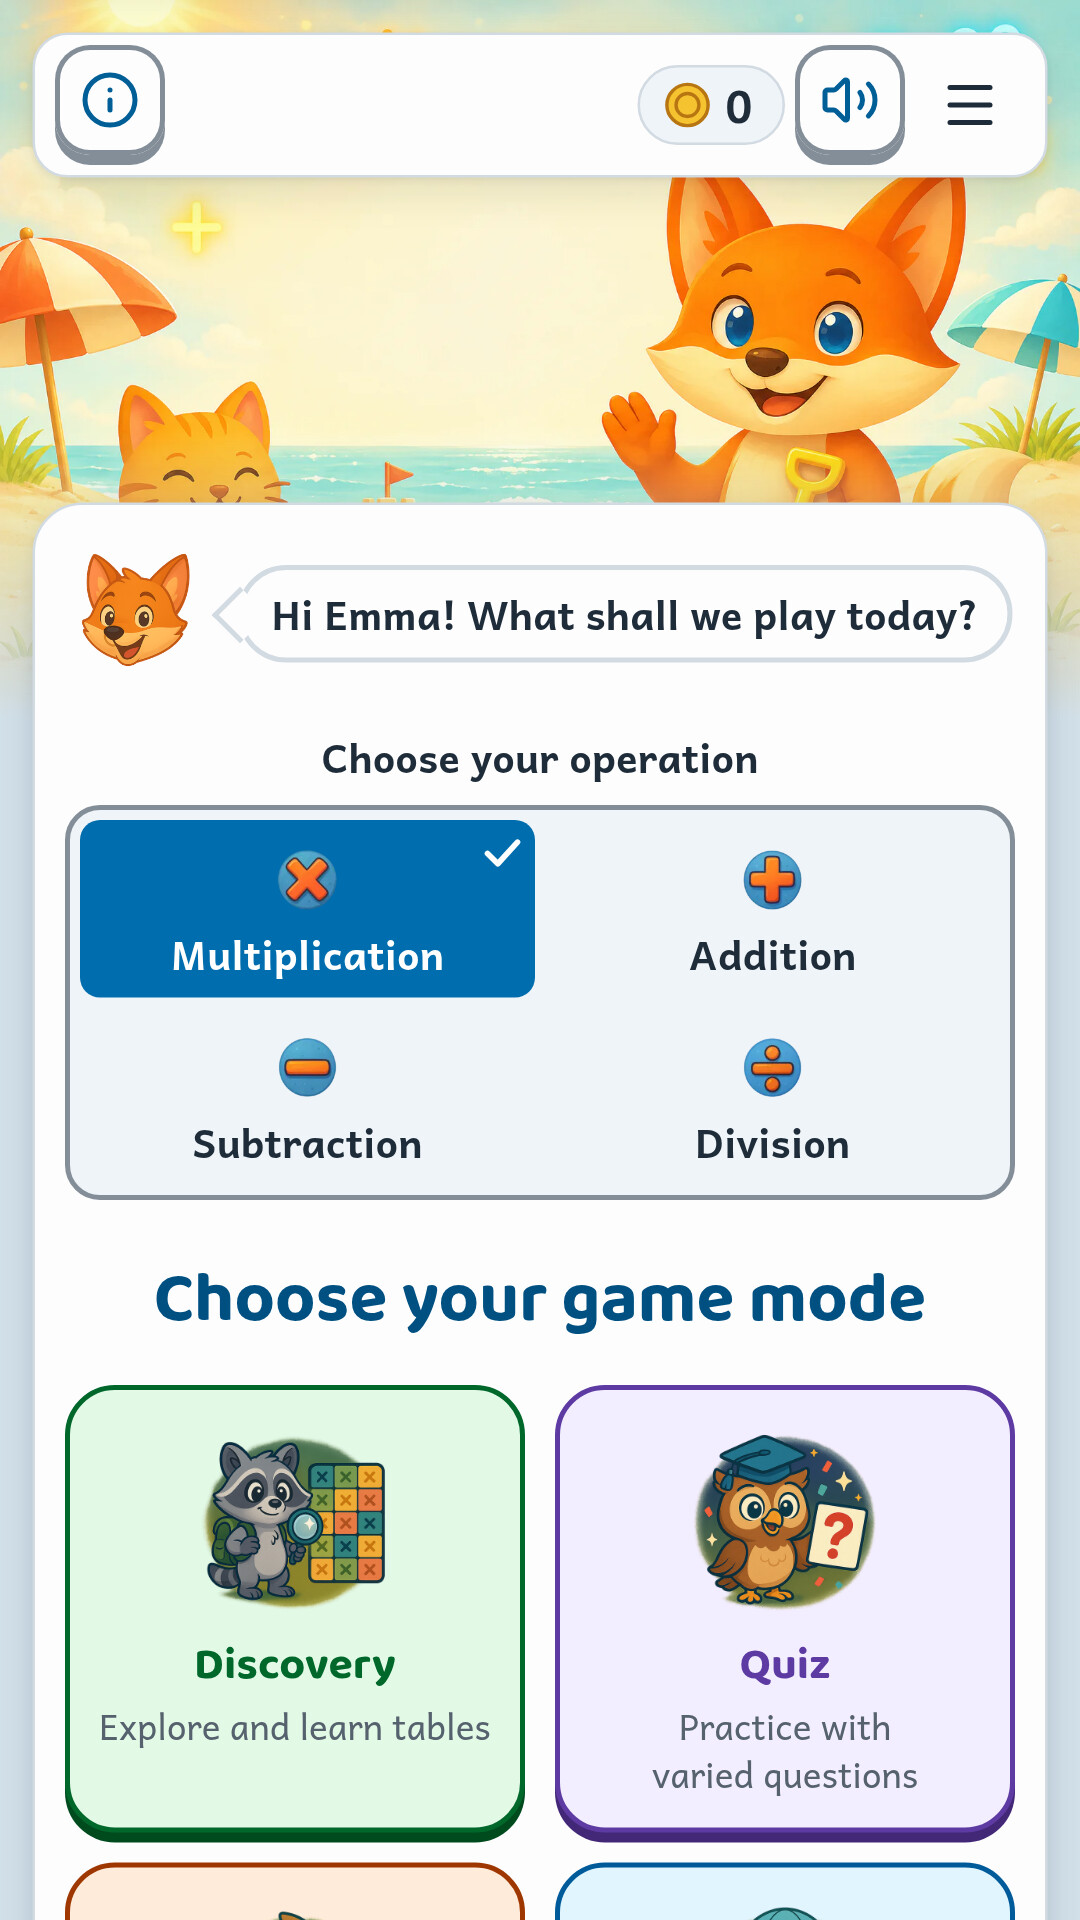 0
Hi Emma! What shall we play today?
Choose your operation
Multiplication
Addition
Subtraction
Division
Choose your game mode
Discovery
Explore and learn tables
Quiz
Practice with
varied questions